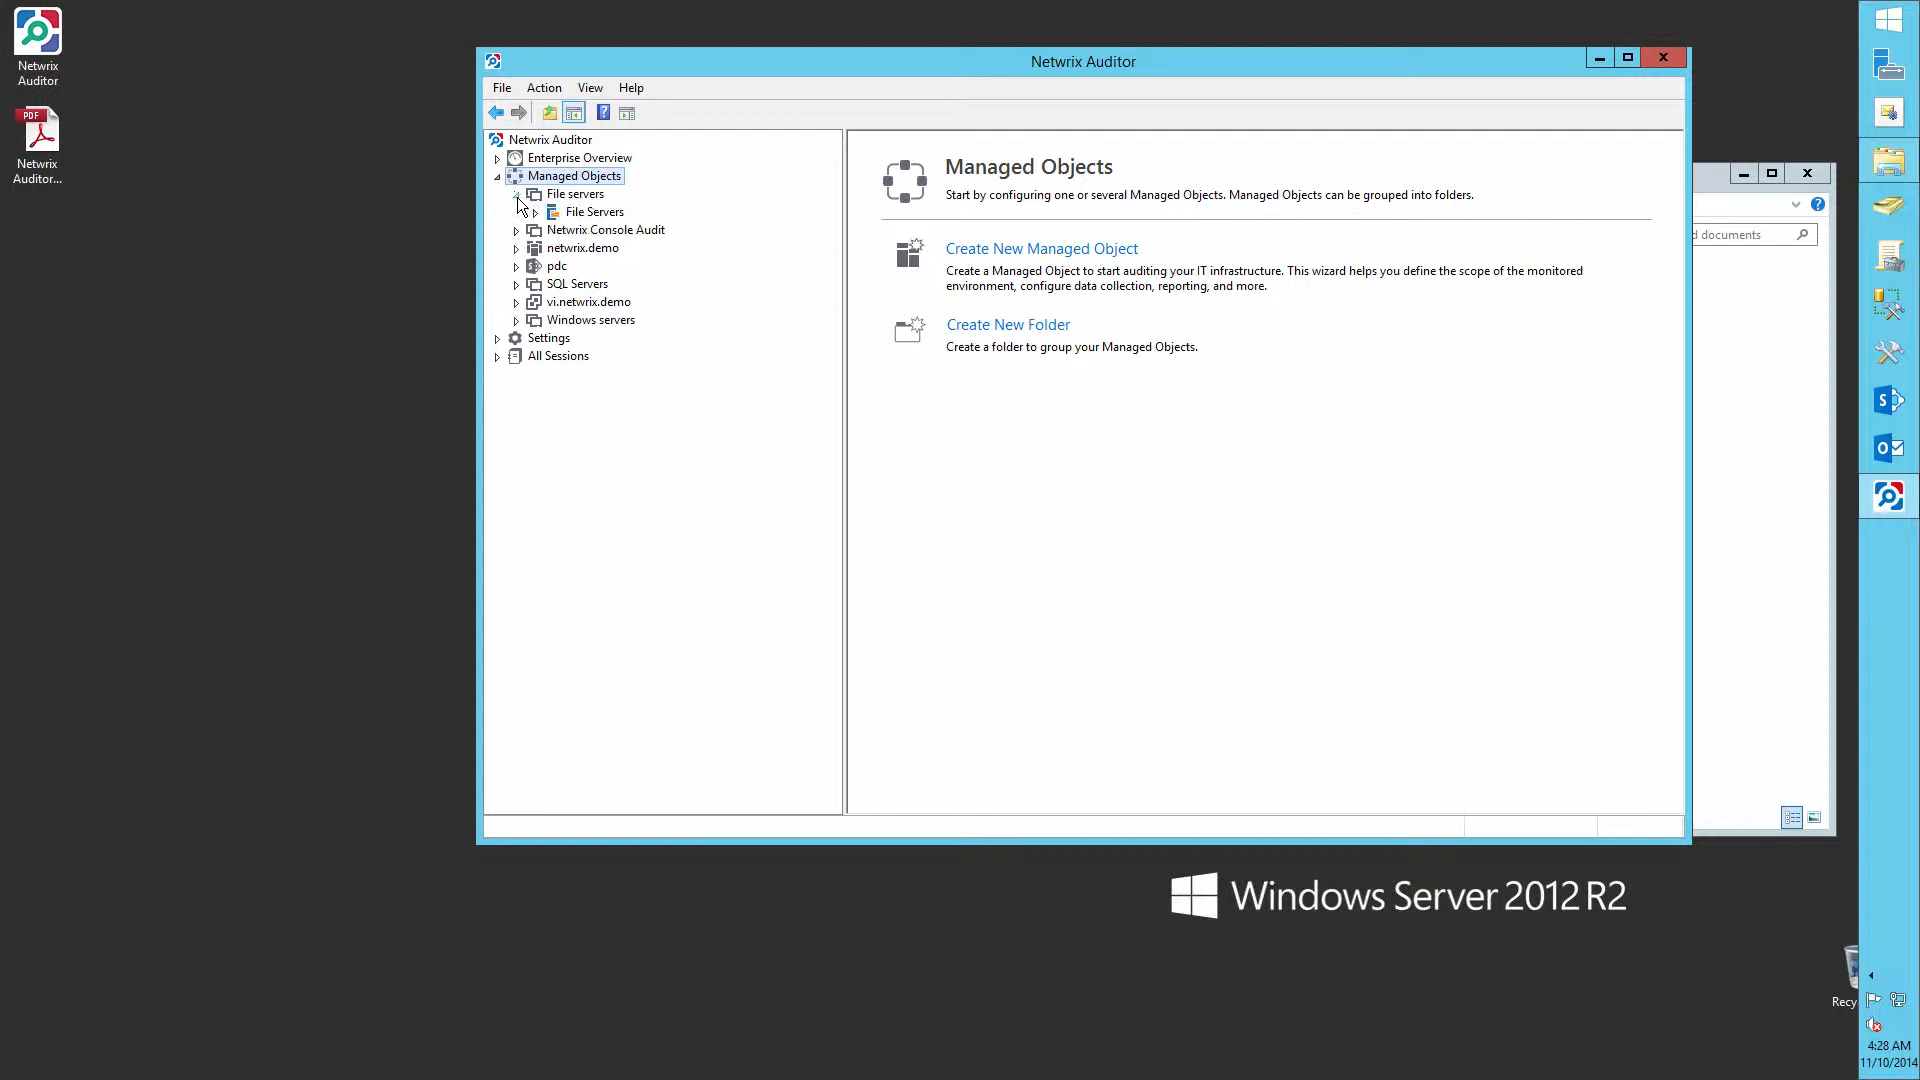 Netwrix
Auditor
PDF
Netwrix
Auditor...
Netwrix Auditor
File Action View Help
Netwrix Auditor
Enterprise Overview
Managed Objects
File servers
File Servers
Netwrix Console Audit
netwrix.demo
pdc
SQL Servers
vi.netwrix.demo
Windows servers
Settings
All Sessions
Managed Objects
Start by configuring one or several Managed Objects. Managed Objects can be grouped into folders.
Create New Managed Object
Create a Managed Object to start auditing your IT infrastructure. This wizard helps you define the scope of the monitored
environment, configure data collection, reporting, and more.
Create New Folder
Create a folder to group your Managed Objects.
d documents
Windows Server 2012 R2
Recy
4:28 AM
11/10/2014